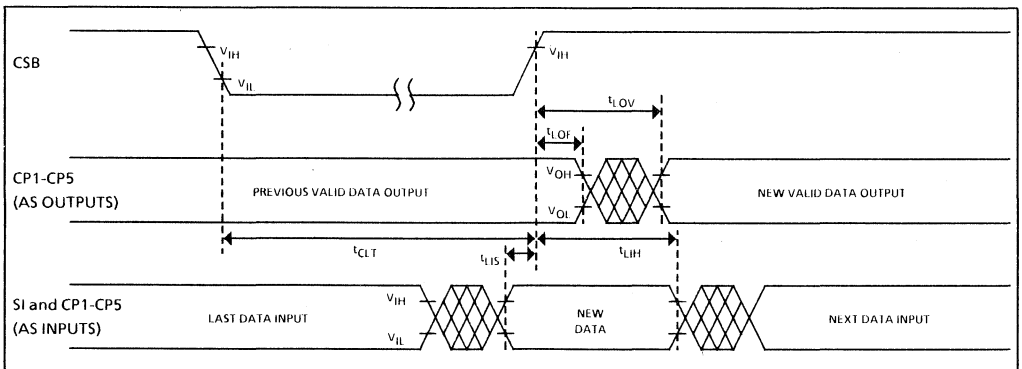 CSB
VIH
VIL
VIH
tLOV
tLOF
CP1-CP5
(AS OUTPUTS)
PREVIOUS VALID DATA OUTPUT
VOH
VOL
NEW VALID DATA OUTPUT
tCLT
tLIS
tLIH
SI and CP1-CP5
(AS INPUTS)
LAST DATA INPUT
VIH
VIL
NEW
DATA
NEXT DATA INPUT